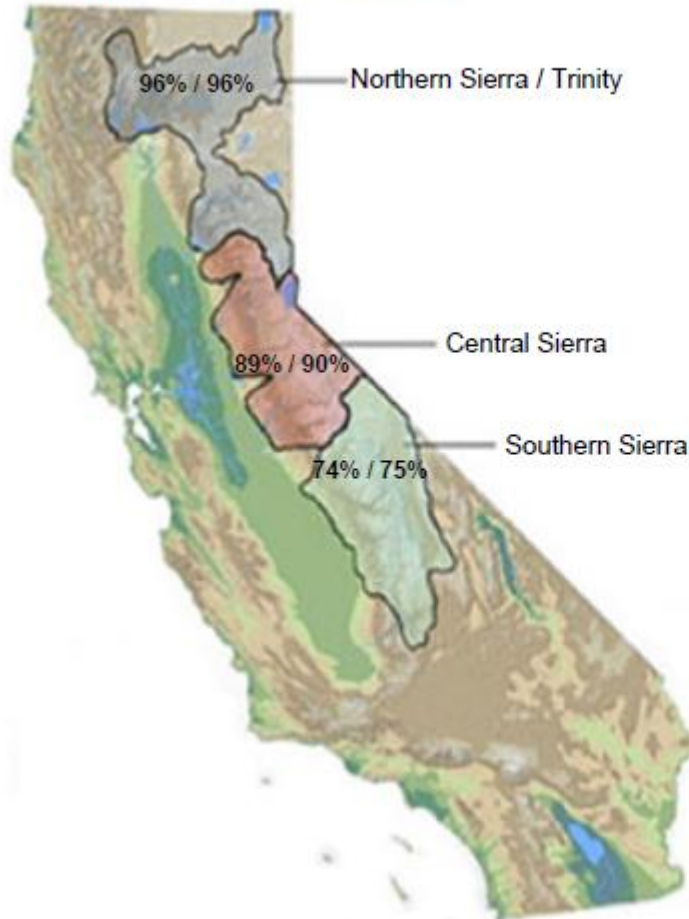 96% / 96%
Northern Sierra / Trinity
Central Sierra
89% / 90%
Southern Sierra
74% / 75%